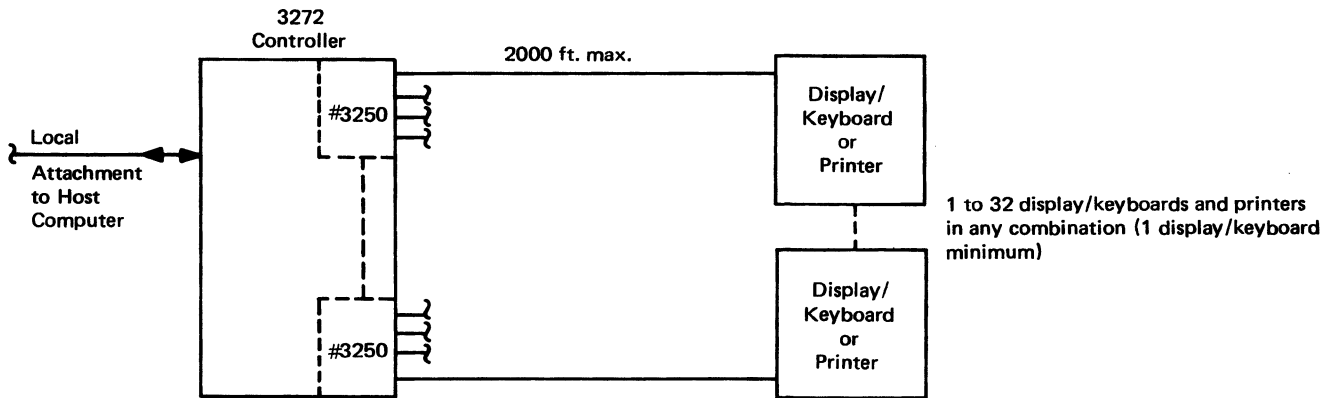 3272
Controller
2000 ft. max.
#3250
Display/
Keyboard
or
Printer
Local
Attachment
to Host
Computer
1 to 32 display/keyboards and printers
in any combination (1 display/keyboard
minimum)
#3250
Display/
Keyboard
or
Printer